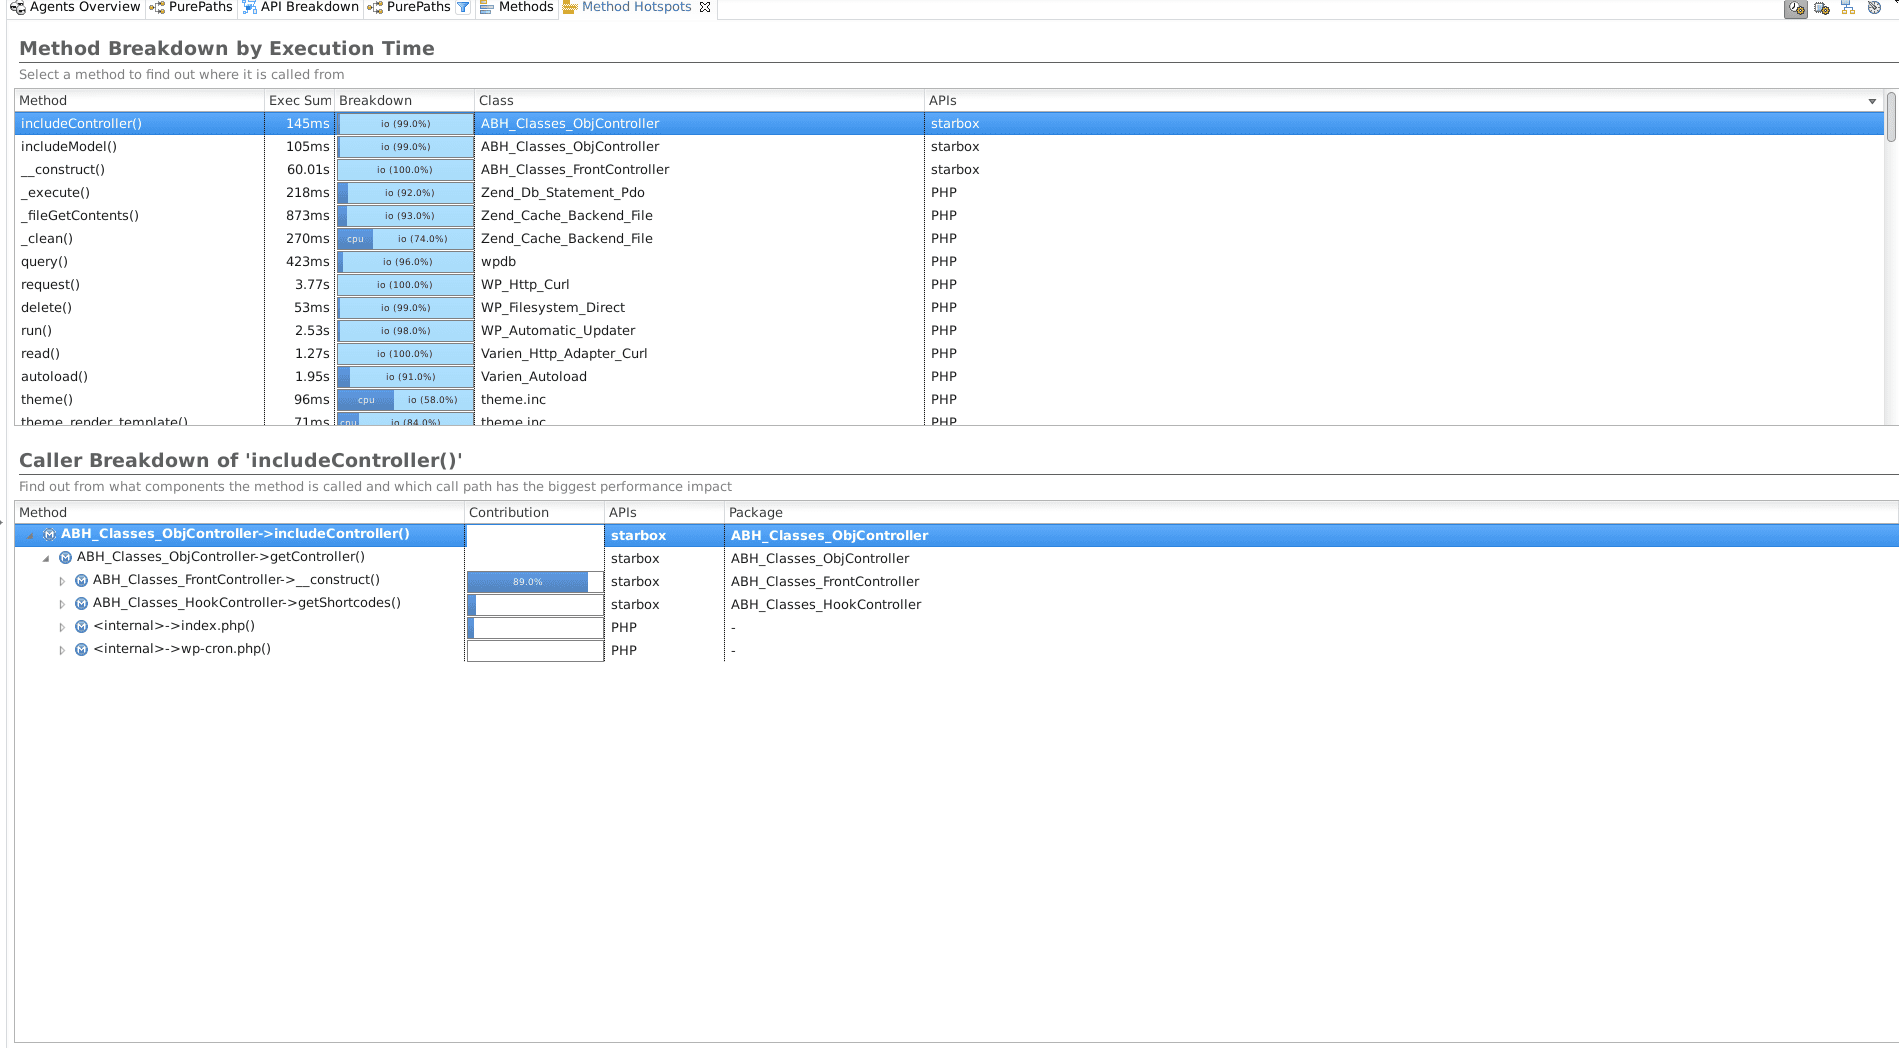 Agents Overview PurePaths API Breakdown PurePaths Methods Method Hotspots
Method Breakdown by Execution Time
Select a method to find out where it is called from
Method Exec Sum Breakdown Class APIs
includeController() 145ms io (99.0%) ABH_Classes_ObjController starbox
includeModel() 105ms io (99.0%) ABH_Classes_ObjController starbox
__construct() 60.01s io (100.0%) ABH_Classes_FrontController starbox
_execute() 218ms io (92.0%) Zend_Db_Statement_Pdo PHP
_fileGetContents() 873ms io (93.0%) Zend_Cache_Backend_File PHP
_clean() 270ms cpu io (74.0%) Zend_Cache_Backend_File PHP
query() 423ms io (96.0%) wpdb PHP
request() 3.77s io (100.0%) WP_Http_Curl PHP
delete() 53ms io (99.0%) WP_Filesystem_Direct PHP
run() 2.53s io (98.0%) WP_Automatic_Updater PHP
read() 1.27s io (100.0%) Varien_Http_Adapter_Curl PHP
autoload() 1.95s io (91.0%) Varien_Autoload PHP
theme() 96ms cpu io (58.0%) theme.inc PHP
theme_render_template() 71ms cpu io (84.0%) theme.inc PHP
Caller Breakdown of 'includeController()'
Find out from what components the method is called and which call path has the biggest performance impact
Method Contribution APIs Package
ABH_Classes_ObjController->includeController() starbox ABH_Classes_ObjController
ABH_Classes_ObjController->getController() starbox ABH_Classes_ObjController
ABH_Classes_FrontController->__construct() 89.0% starbox ABH_Classes_FrontController
ABH_Classes_HookController->getShortcodes() starbox ABH_Classes_HookController
<internal>->index.php() PHP -
<internal>->wp-cron.php() PHP -